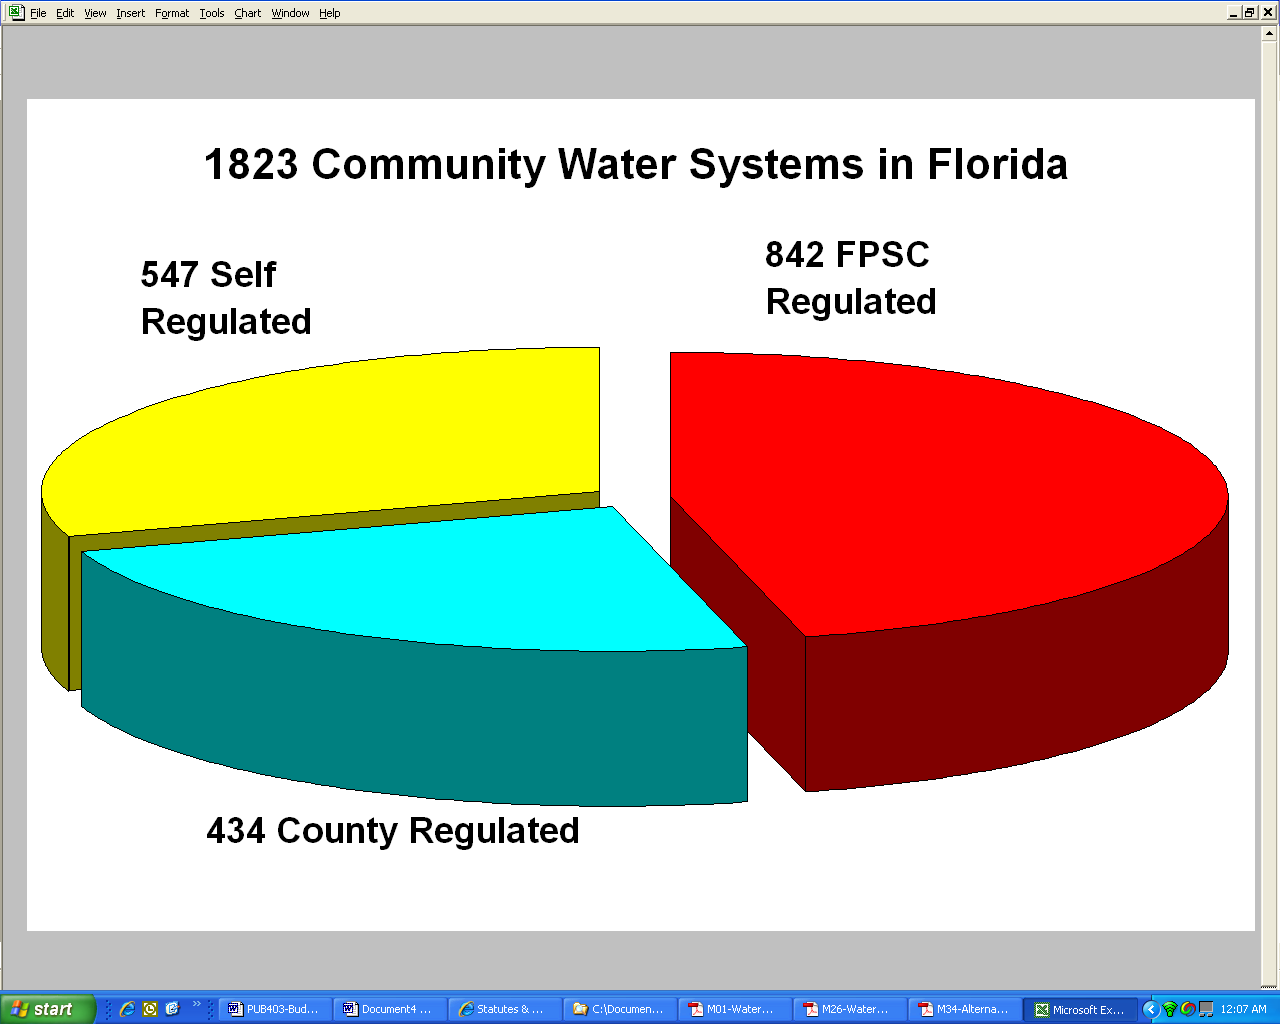 File Edit View Insert Format Tools Chart Window Help
1823 Community Water Systems in Florida
547 Self
Regulated
842 FPSC
Regulated
434 County Regulated
start PUB403-Bud... Document4 ... Statutes & ... C:\Documen... M01-Water... M26-Water... M34-Alterna... Microsoft Ex... 12:07 AM